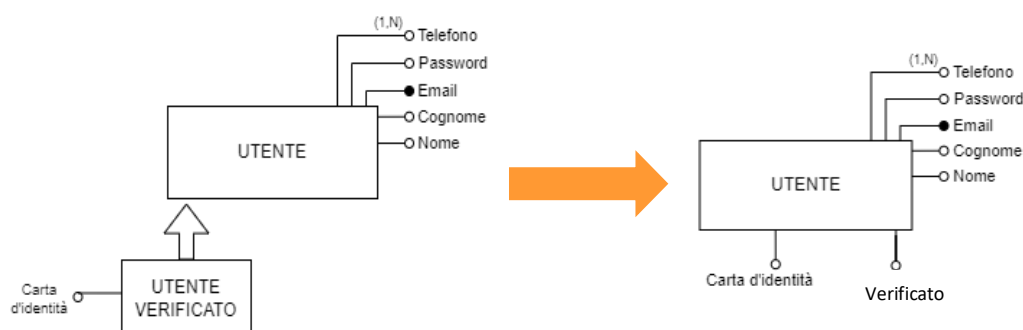 (1,N)
Telefono
Password
Email
Cognome
Nome
UTENTE
Carta
d'identità
UTENTE
VERIFICATO
(1,N)
Telefono
Password
Email
Cognome
Nome
UTENTE
Carta d'identità
Verificato